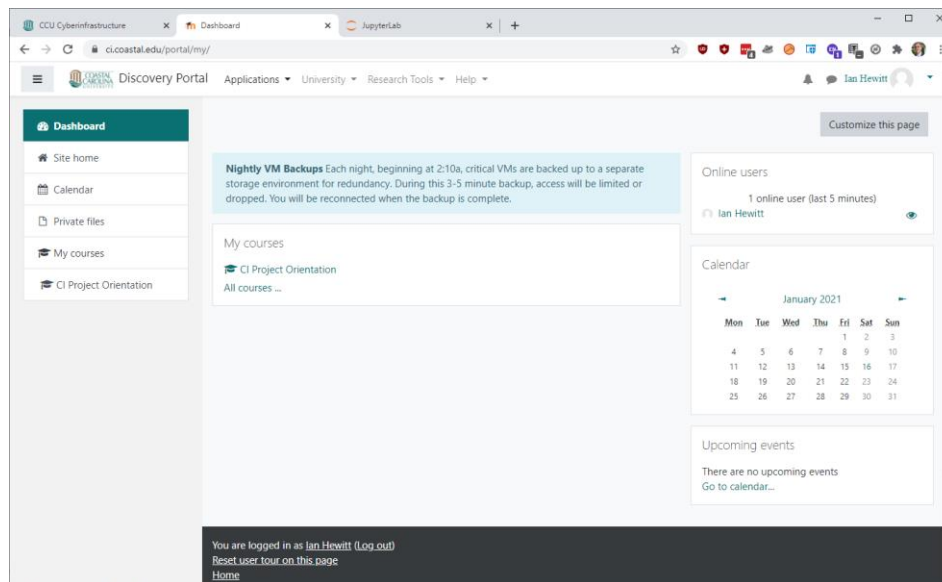 CCU Cyberinfrastructure
Dashboard
JupyterLab
ci.coastal.edu/portal/my/
COASTAL CAROLINA UNIVERSITY
Discovery Portal
Applications University Research Tools Help
Ian Hewitt
Dashboard
Site home
Calendar
Private files
My courses
CI Project Orientation
Customize this page
Nightly VM Backups Each night, beginning at 2:10a, critical VMs are backed up to a separate
storage environment for redundancy. During this 3-5 minute backup, access will be limited or
dropped. You will be reconnected when the backup is complete.
My courses
CI Project Orientation
All courses ...
Online users
1 online user (last 5 minutes)
Ian Hewitt
Calendar
January 2021
Mon Tue Wed Thu Fri Sat Sun
1 2 3
4 5 6 7 8 9 10
11 12 13 14 15 16 17
18 19 20 21 22 23 24
25 26 27 28 29 30 31
Upcoming events
There are no upcoming events
Go to calendar...
You are logged in as Ian Hewitt (Log out)
Reset user tour on this page
Home